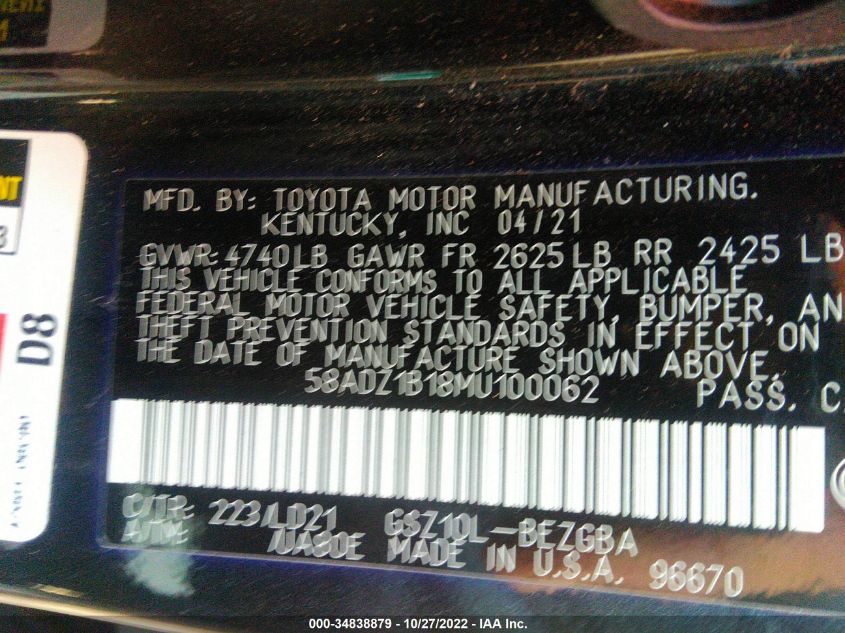 MFD. BY: TOYOTA MOTOR MANUFACTURING.
KENTUCKY, INC 04/21
GVWR 4740LB GAWR FR 2625LB RR 2425 LB
THIS VEHICLE CONFORMS TO ALL APPLICABLE
FEDERAL MOTOR VEHICLE SAFETY, BUMPER, AN
THEFT PREVENTION STANDARDS IN EFFECT ON
THE DATE OF MANUFACTURE SHOWN ABOVE.
58ADZ1B18MU100062 PASS. C
C/TR: 223/LD21 GSZ10L-BEZGBA
A/TM: /UA80E MADE IN U.S.A. 96670
D8
000-34838879 / 10/27/2022 - IAA Inc.